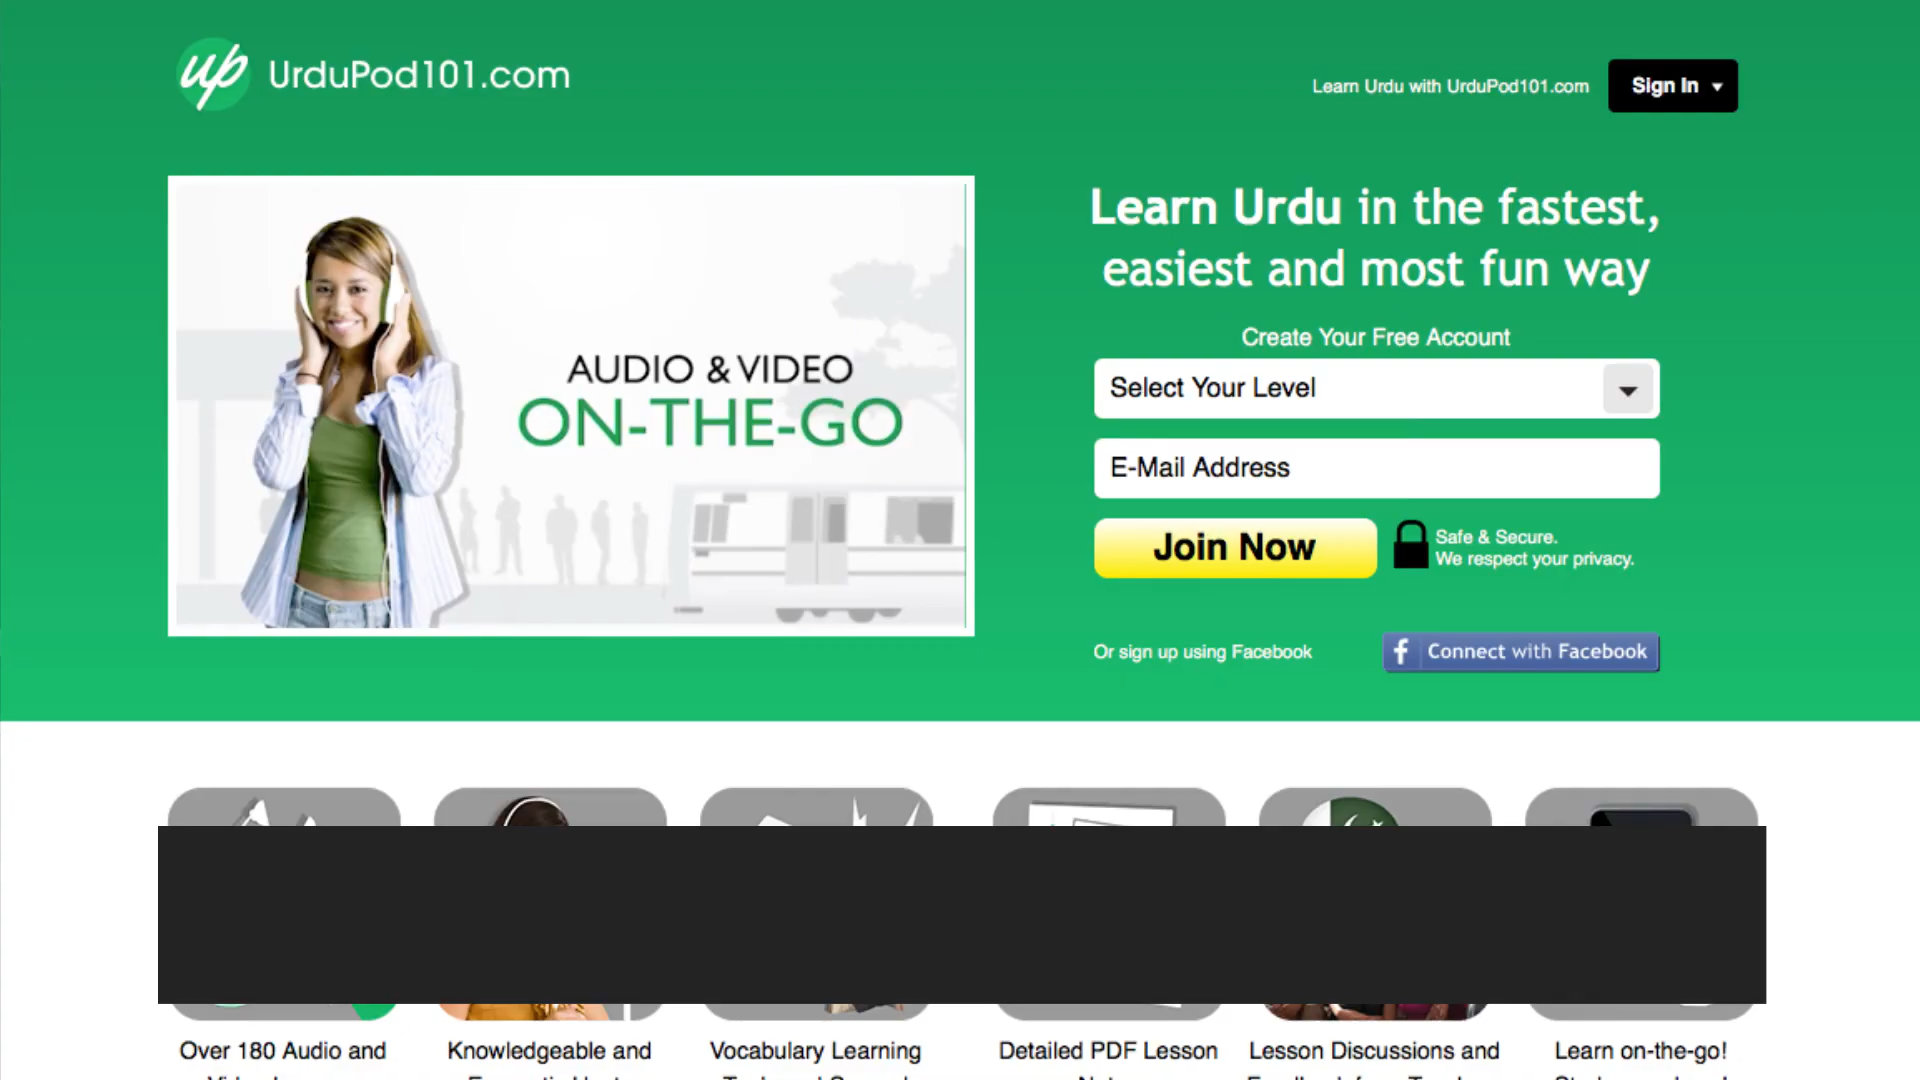 up UrduPod101.com
Learn Urdu with UrduPod101.com
Sign In
AUDIO & VIDEO
ON-THE-GO
Learn Urdu in the fastest,
easiest and most fun way
Create Your Free Account
Select Your Level
E-Mail Address
Join Now
Safe & Secure.
We respect your privacy.
Or sign up using Facebook
Connect with Facebook
Over 180 Audio and
Knowledgeable and
Vocabulary Learning
Detailed PDF Lesson
Lesson Discussions and
Learn on-the-go!